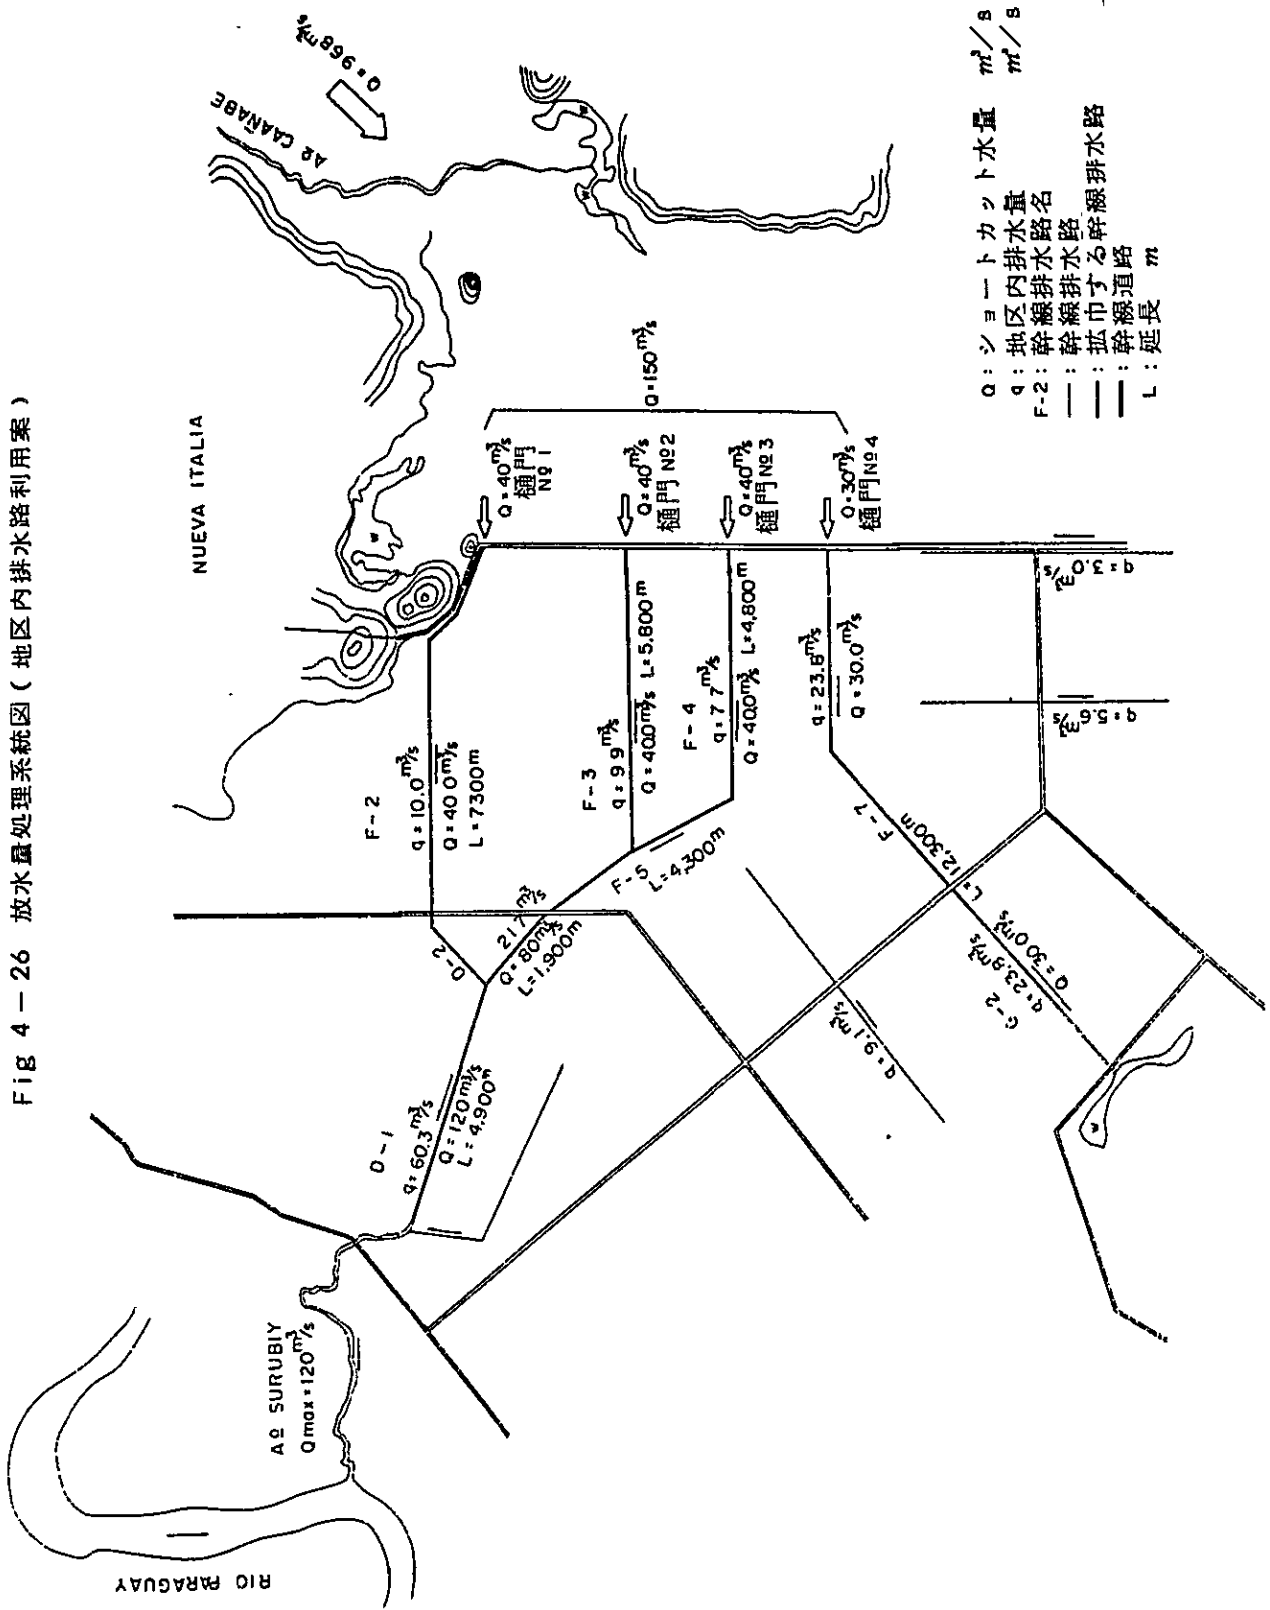 Fig 4-26 放水量処理系統図(地区内排水路利用案)
NUEVA ITALIA
Aº CAAÑABE
Q=968m³/s
RIO PARAGUAY
Aº SURUBIY
Qmax=120m³/s
D-1
q=60.3m³/s
Q=120m³/s
L=4,900m
D-2
F-2
q=10.0m³/s
Q=40.0m³/s
L=7300m
21.7m³/s
Q=80m³/s
L=1,900m
F-3
q=9.9m³/s
Q=40.0m³/s L=5,800m
F-4
q=7.7m³/s
Q=40.0m³/s L=4,800m
F-5
L=4,300m
q=23.8m³/s
Q=30.0m³/s
F-7
L=12,300m
G-2
q=23.8m³/s
Q=30.0m³/s
q=9.1m³/s
q=5.6m³/s
q=3.0m³/s
Q=40m³/s
樋門
Nº1
Q=40m³/s
樋門Nº2
Q=40m³/s
樋門Nº3
Q=30m³/s
樋門Nº4
Q=150m³/s
W
W
W
W
Q:ショートカット水量 m³/s
q:地区内排水量 m³/s
F-2:幹線排水路名
—:幹線排水路
—:拡巾する幹線排水路
—:幹線道路
L:延長 m